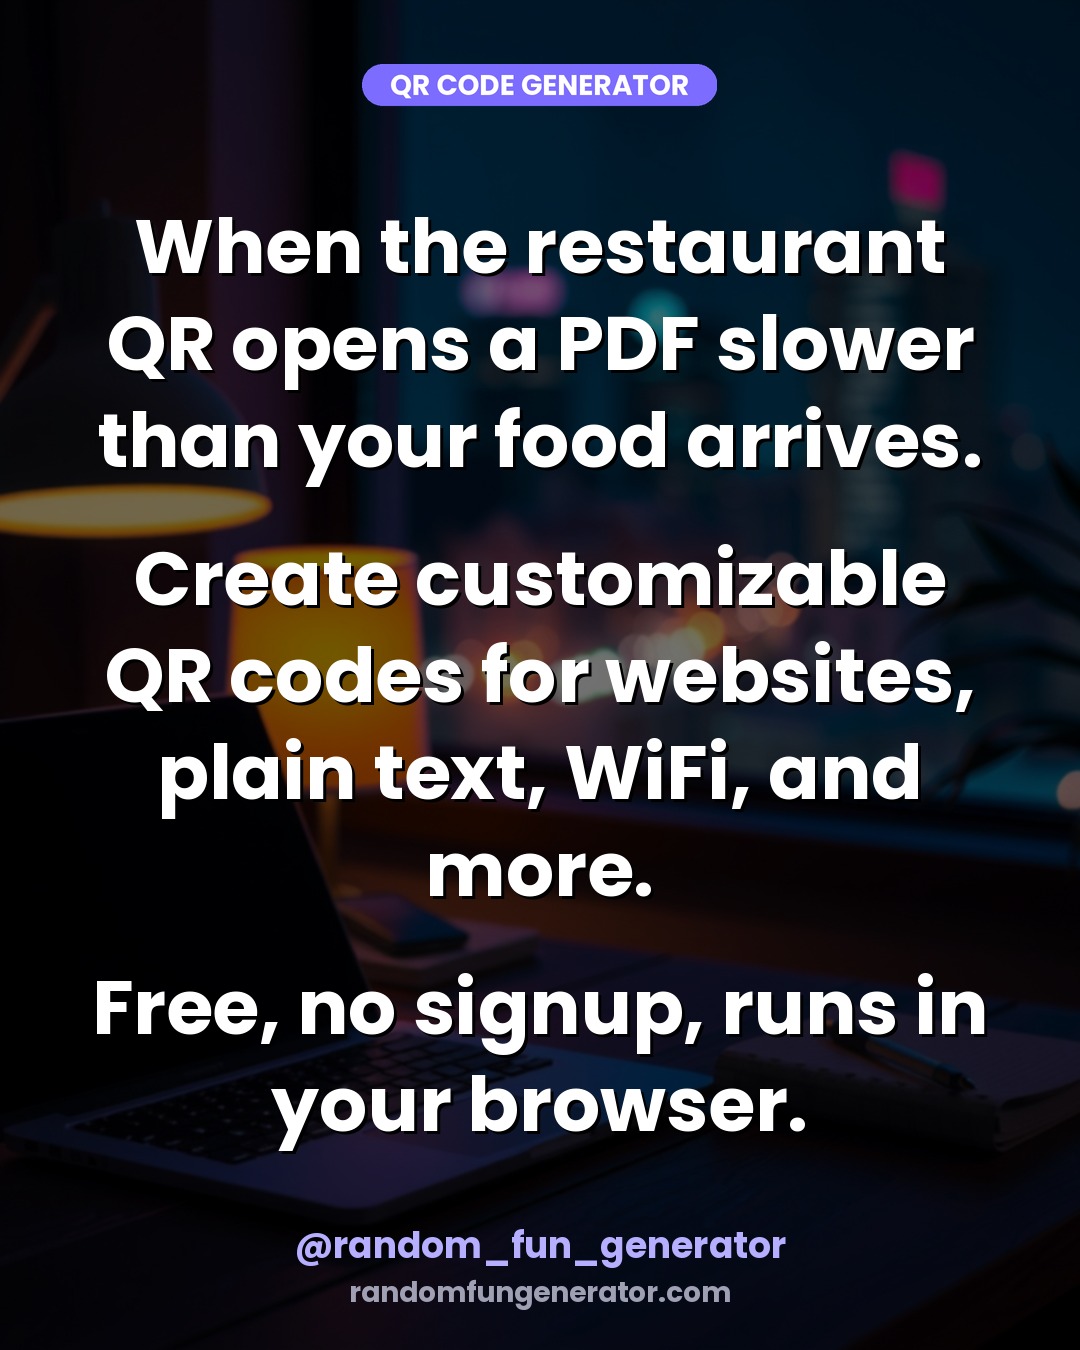 QR CODE GENERATOR
When the restaurant
QR opens a PDF slower
than your food arrives.
Create customizable
QR codes for websites,
plain text, WiFi, and
more.
Free, no signup, runs in
your browser.
@random_fun_generator
randomfungenerator.com